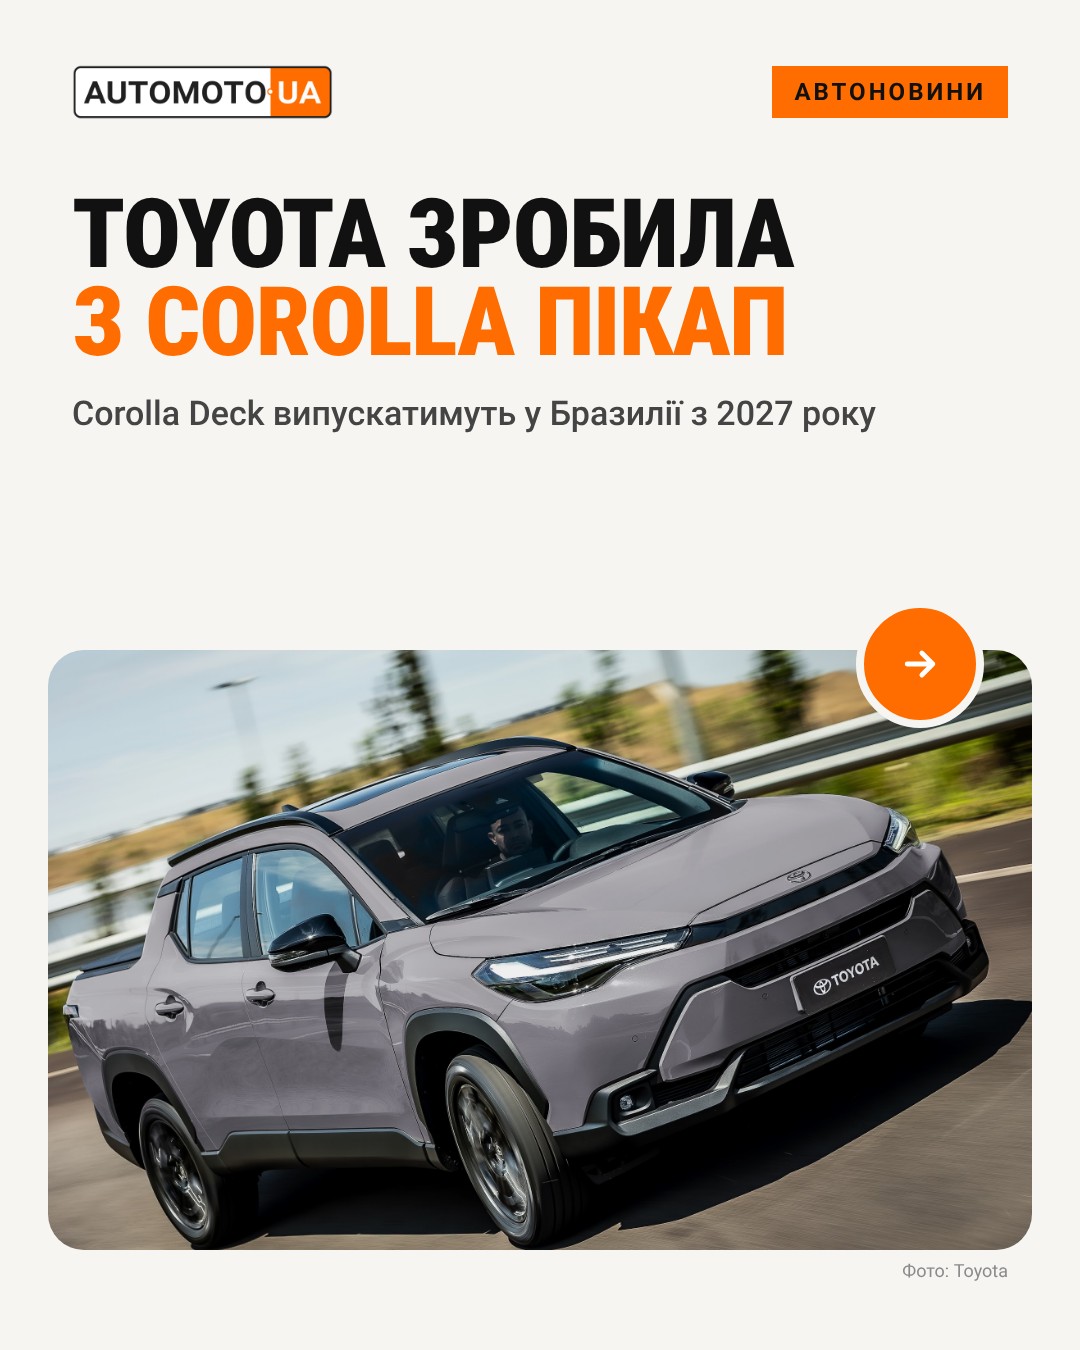 AUTOMOTO UA
АВТОНОВИНИ
TOYOTA ЗРОБИЛА
З COROLLA ПІКАП
Corolla Deck випускатимуть у Бразилії з 2027 року
TOYOTA
Фото: Toyota